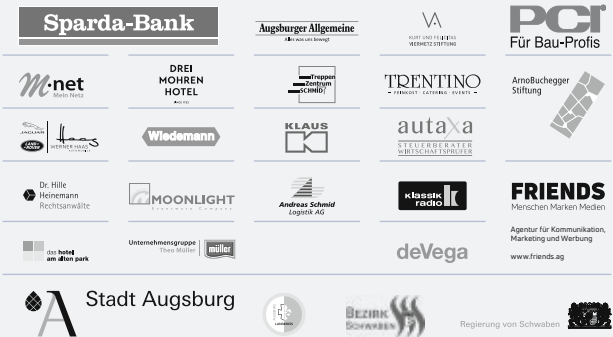 Sparda-Bank
Augsburger Allgemeine
Alles was uns bewegt
VA
KURT UND FELICITAS
VIERMETZ STIFTUNG
PCI
Für Bau-Profis
M·net
Mein Netz
DREI
MOHREN
HOTEL
Treppen
Zentrum
SCHMID
TRENTINO
FEINKOST · CATERING · EVENTS
ArnoBuchegger
Stiftung
JAGUAR
LAND-ROVER
Haas
WERNER HAAS
Wiedemann
KLAUS
K
autaxa
STEUERBERATER
WIRTSCHAFTSPRÜFER
Dr. Hille
Heinemann
Rechtsanwälte
MOONLIGHT
Andreas Schmid
Logistik AG
klassik
radio
FRIENDS
Menschen Marken Medien
Agentur für Kommunikation,
Marketing und Werbung
www.friends.ag
das hotel
am alten park
Unternehmensgruppe
Theo Müller
müller
deVega
A
Stadt Augsburg
BEZIRK
SCHWABEN
Regierung von Schwaben